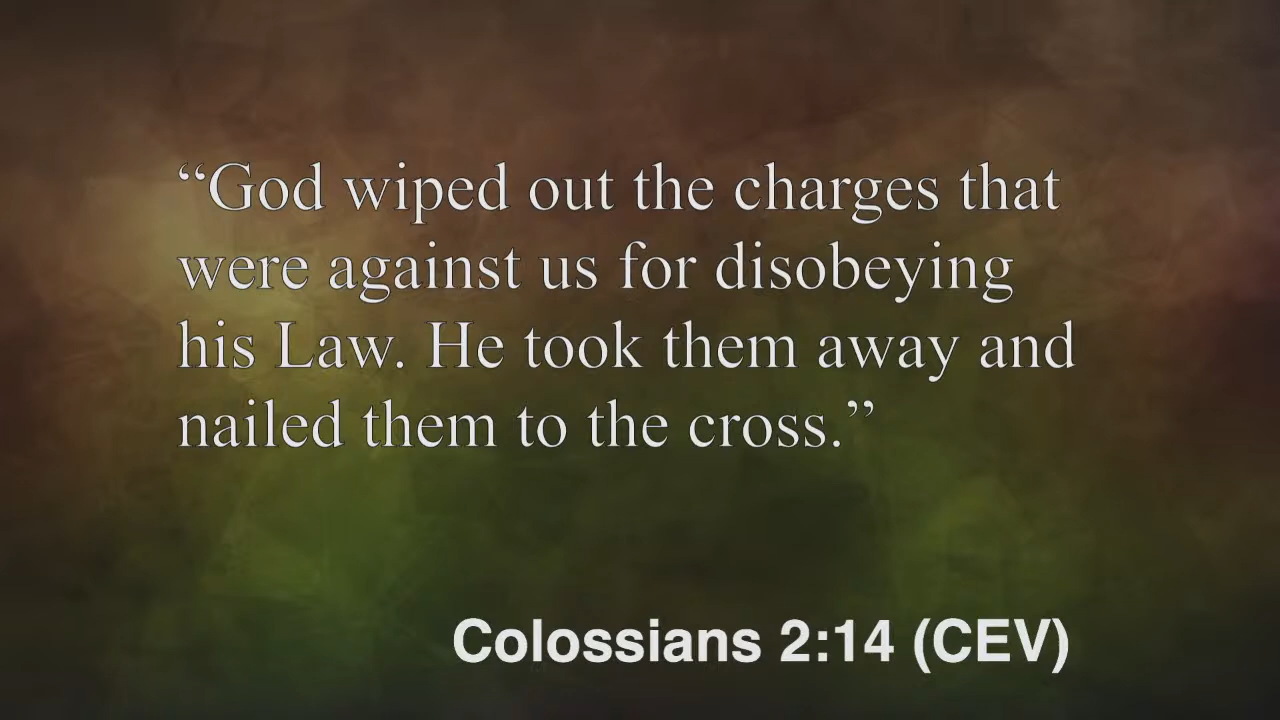 “God wiped out the charges that
were against us for disobeying
his Law. He took them away and
nailed them to the cross.”
Colossians 2:14 (CEV)